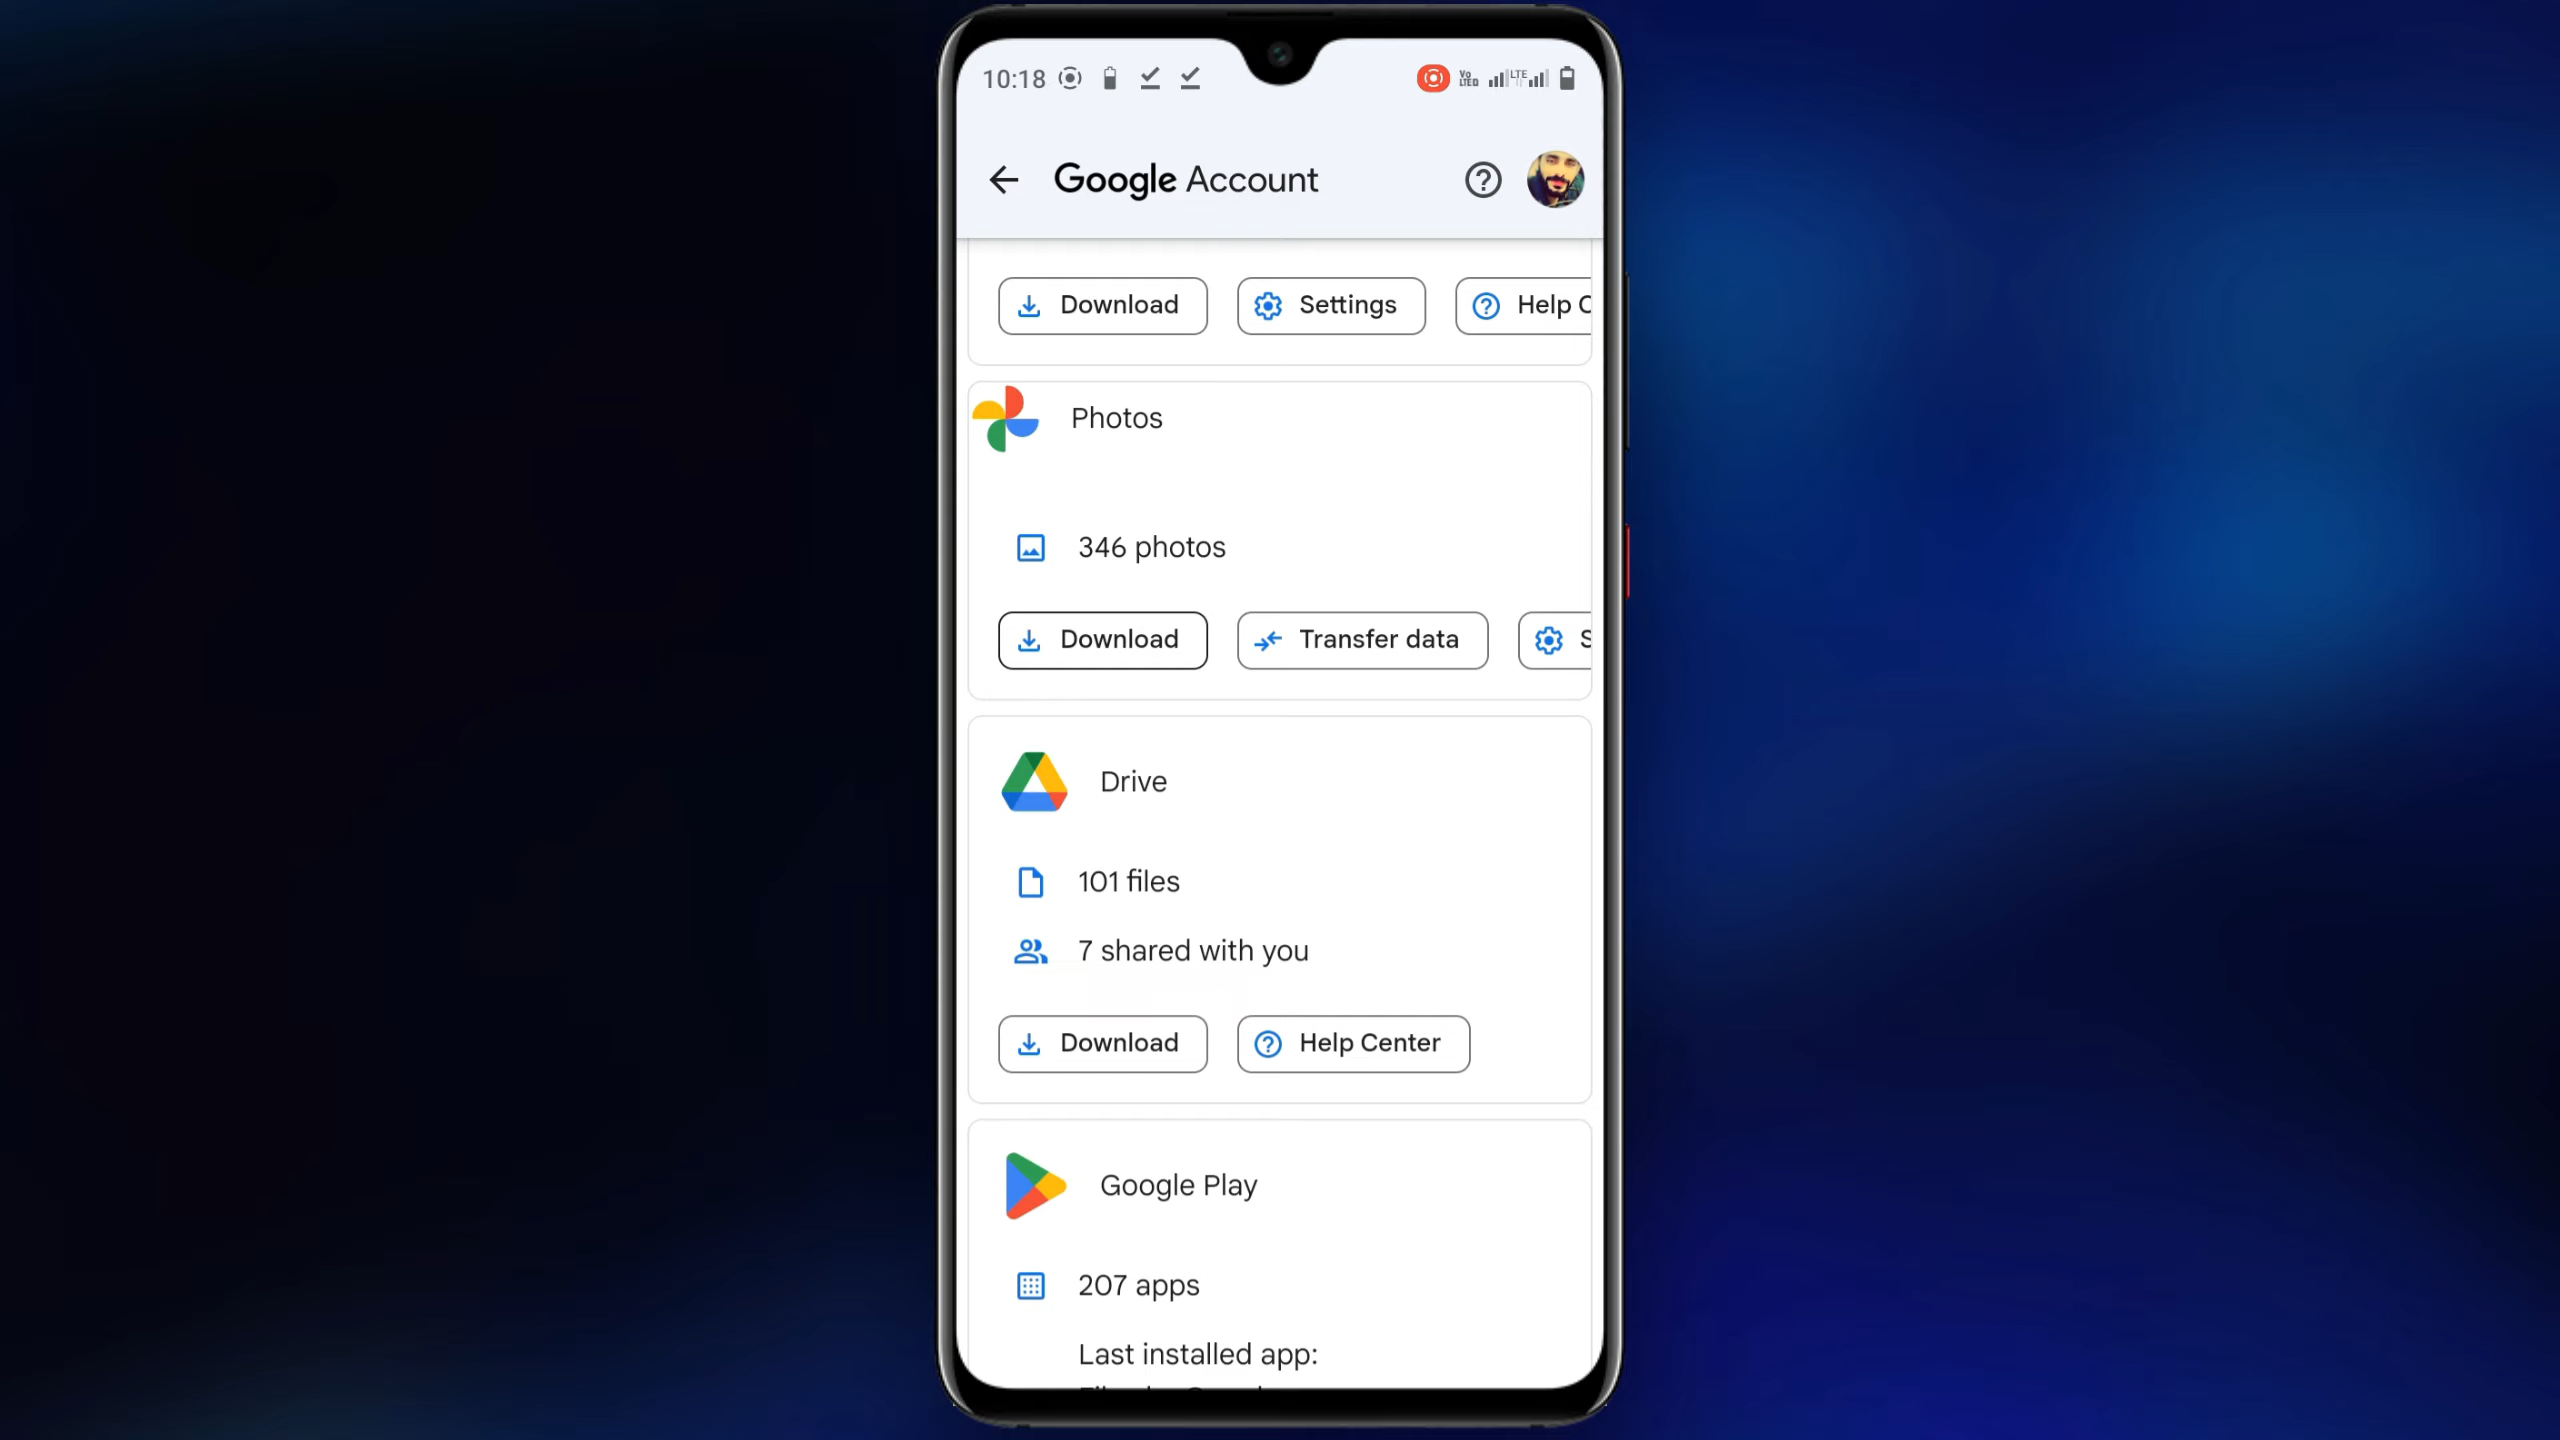 10:18
Google Account
Download Settings Help C
Photos
346 photos
Download Transfer data S
Drive
101 files
7 shared with you
Download Help Center
Google Play
207 apps
Last installed app: